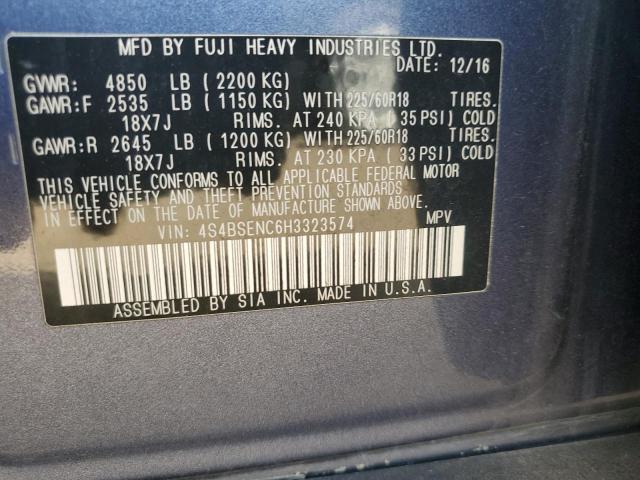 MFD BY FUJI HEAVY INDUSTRIES LTD.
DATE: 12/16
GVWR: 4850 LB (2200 KG)
GAWR:F 2535 LB (1150 KG) WITH 225/60R18 TIRES.
18X7J RIMS. AT 240 KPA (35 PSI) COLD
GAWR:R 2645 LB (1200 KG) WITH 225/60R18 TIRES.
18X7J RIMS. AT 230 KPA (33 PSI) COLD
THIS VEHICLE CONFORMS TO ALL APPLICABLE FEDERAL MOTOR
VEHICLE SAFETY AND THEFT PREVENTION STANDARDS
IN EFFECT ON THE DATE OF MANUFACTURE SHOWN ABOVE.
VIN: 4S4BSENC6H3323574 MPV
ASSEMBLED BY SIA INC. MADE IN U.S.A.